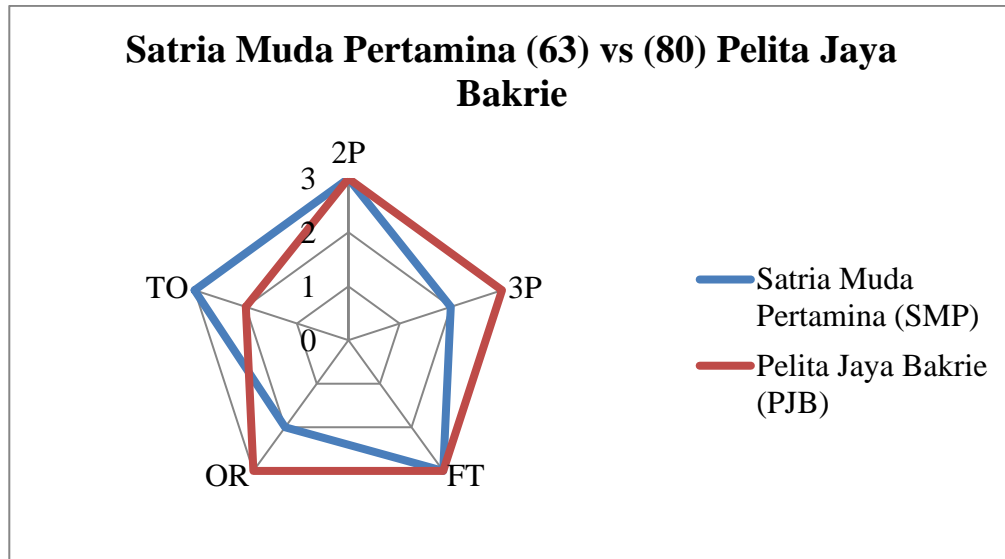 Satria Muda Pertamina (63) vs (80) Pelita Jaya
Bakrie
2P
3
2
1
0
TO
3P
OR
FT
Satria Muda
Pertamina (SMP)
Pelita Jaya Bakrie
(PJB)